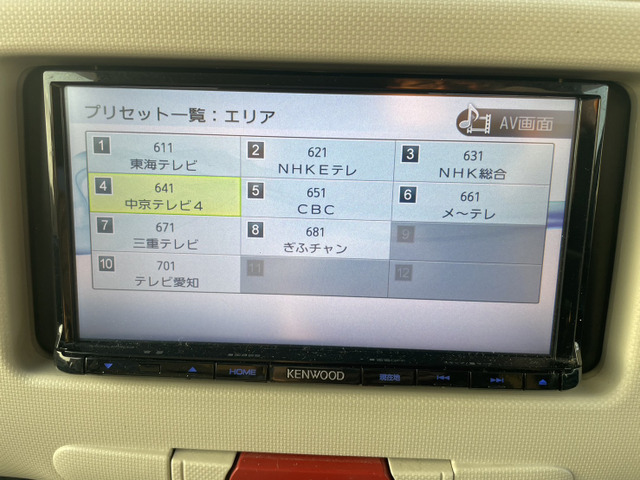 プリセット一覧：エリア
AV画面
1 611 東海テレビ
2 621 NHKEテレ
3 631 NHK総合
4 641 中京テレビ4
5 651 CBC
6 661 メ～テレ
7 671 三重テレビ
8 681 ぎふチャン
9
10 701 テレビ愛知
11
12
HOME
KENWOOD
現在地